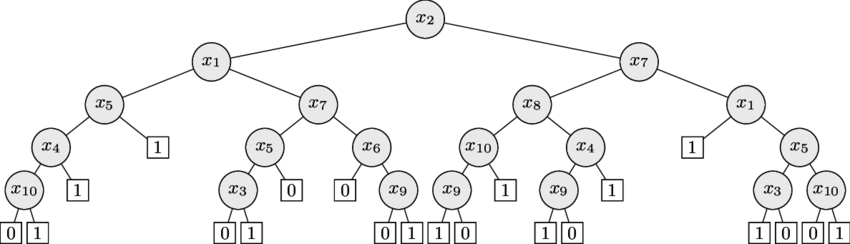 x₂
x₁ x₇
x₅ x₇ x₈ x₁
x₄ 1 x₅ x₆ x₁₀ x₄ 1 x₅
x₁₀ 1 x₃ 0 0 x₉ x₉ 1 x₉ 1 x₃ x₁₀
0 1 0 1 0 1 1 0 1 0 1 0 0 1